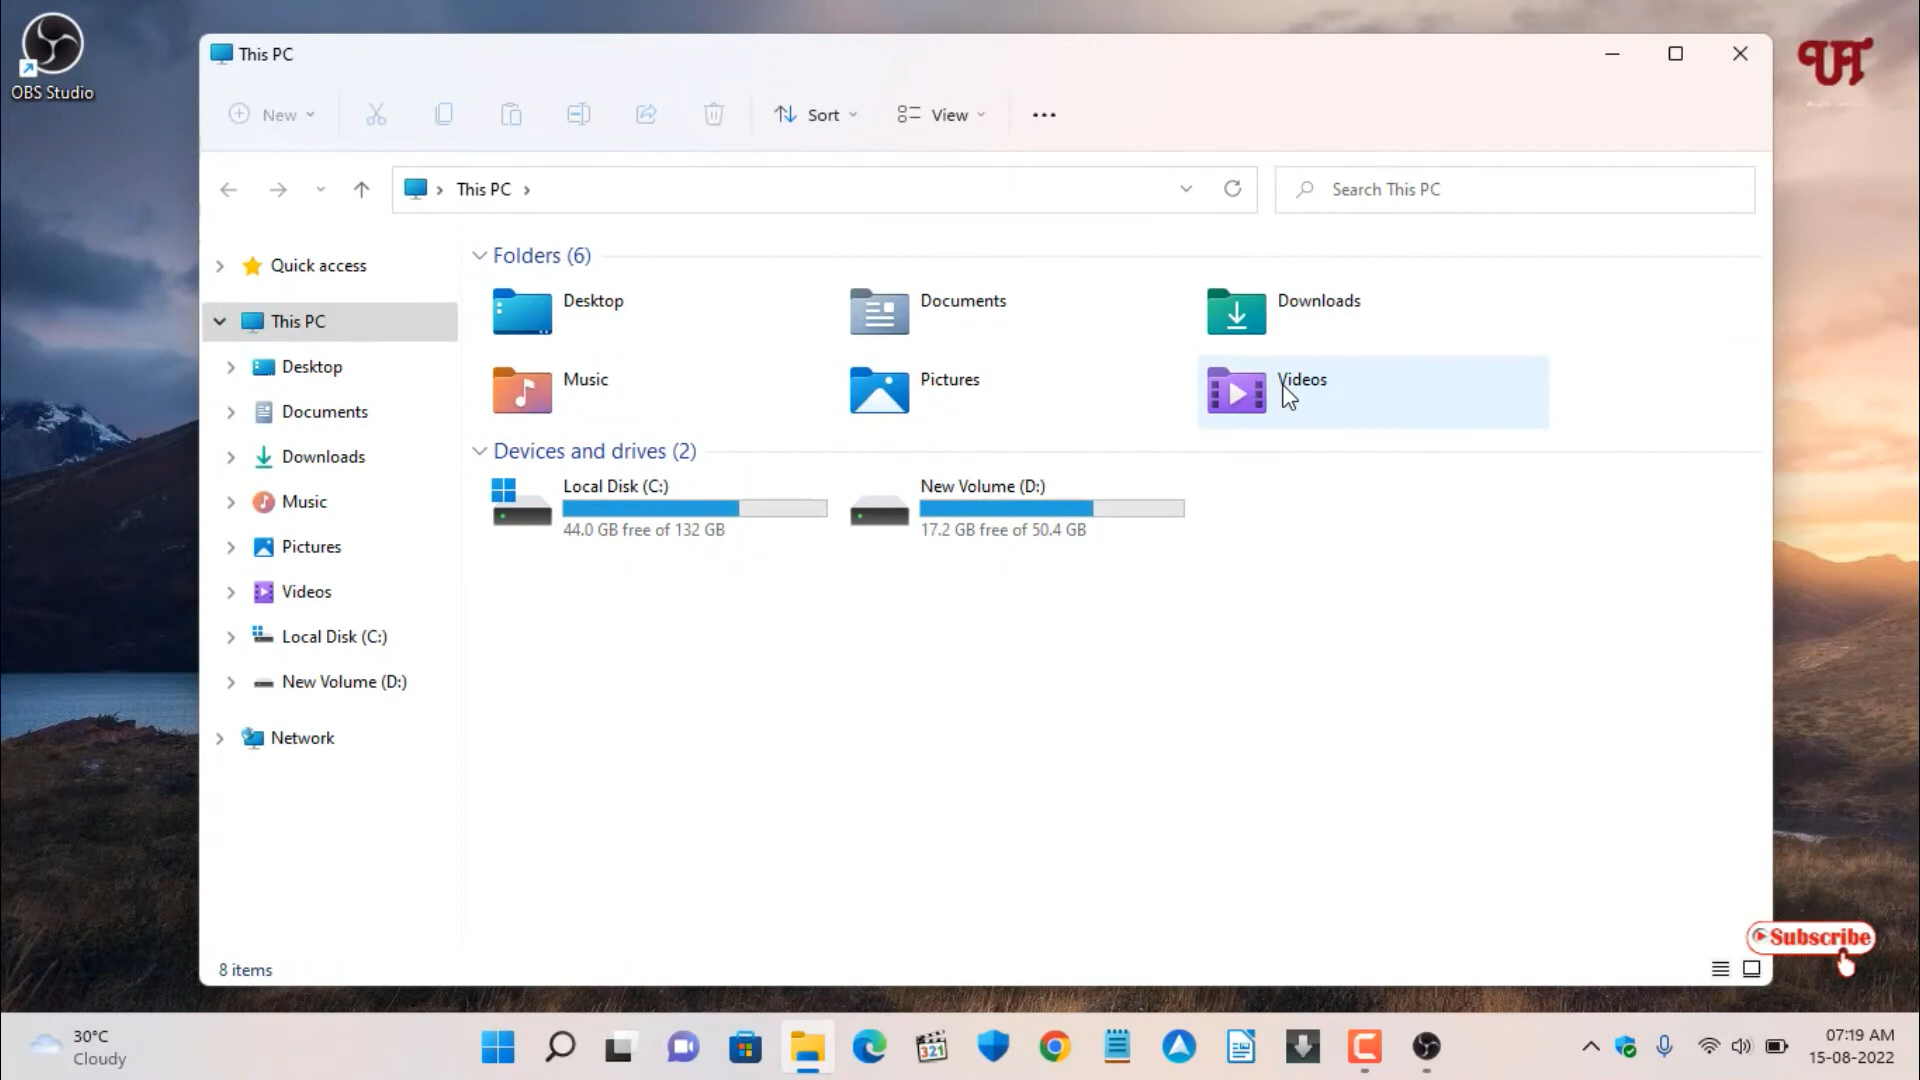 OBS Studio
This PC
New
Sort
View
This PC
Search This PC
Quick access
This PC
Desktop
Documents
Downloads
Music
Pictures
Videos
Local Disk (C:)
New Volume (D:)
Network
Folders (6)
Desktop
Documents
Downloads
Music
Pictures
Videos
Devices and drives (2)
Local Disk (C:)
44.0 GB free of 132 GB
New Volume (D:)
17.2 GB free of 50.4 GB
8 items
UT
Subscribe
30°C
Cloudy
321
07:19 AM
15-08-2022